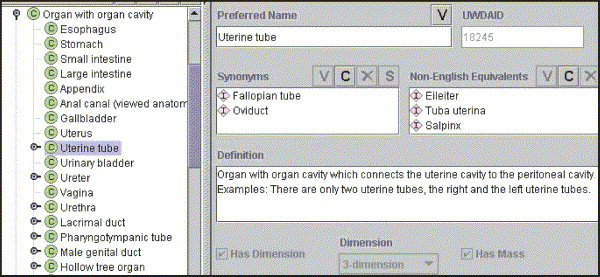 Organ with organ cavity
Esophagus
Stomach
Small intestine
Large intestine
Appendix
Anal canal (viewed anatom
Gallbladder
Uterus
Uterine tube
Urinary bladder
Ureter
Vagina
Urethra
Lacrimal duct
Pharyngotympanic tube
Male genital duct
Hollow tree organ
Preferred Name V
UWDAID
Uterine tube
18245
Synonyms V C X S
Non-English Equivalents V C X
Fallopian tube
Oviduct
Eileiter
Tuba uterina
Salpinx
Definition
Organ with organ cavity which connects the uterine cavity to the peritoneal cavity.
Examples: There are only two uterine tubes, the right and the left uterine tubes.
Has Dimension
Dimension
3-dimension
Has Mass